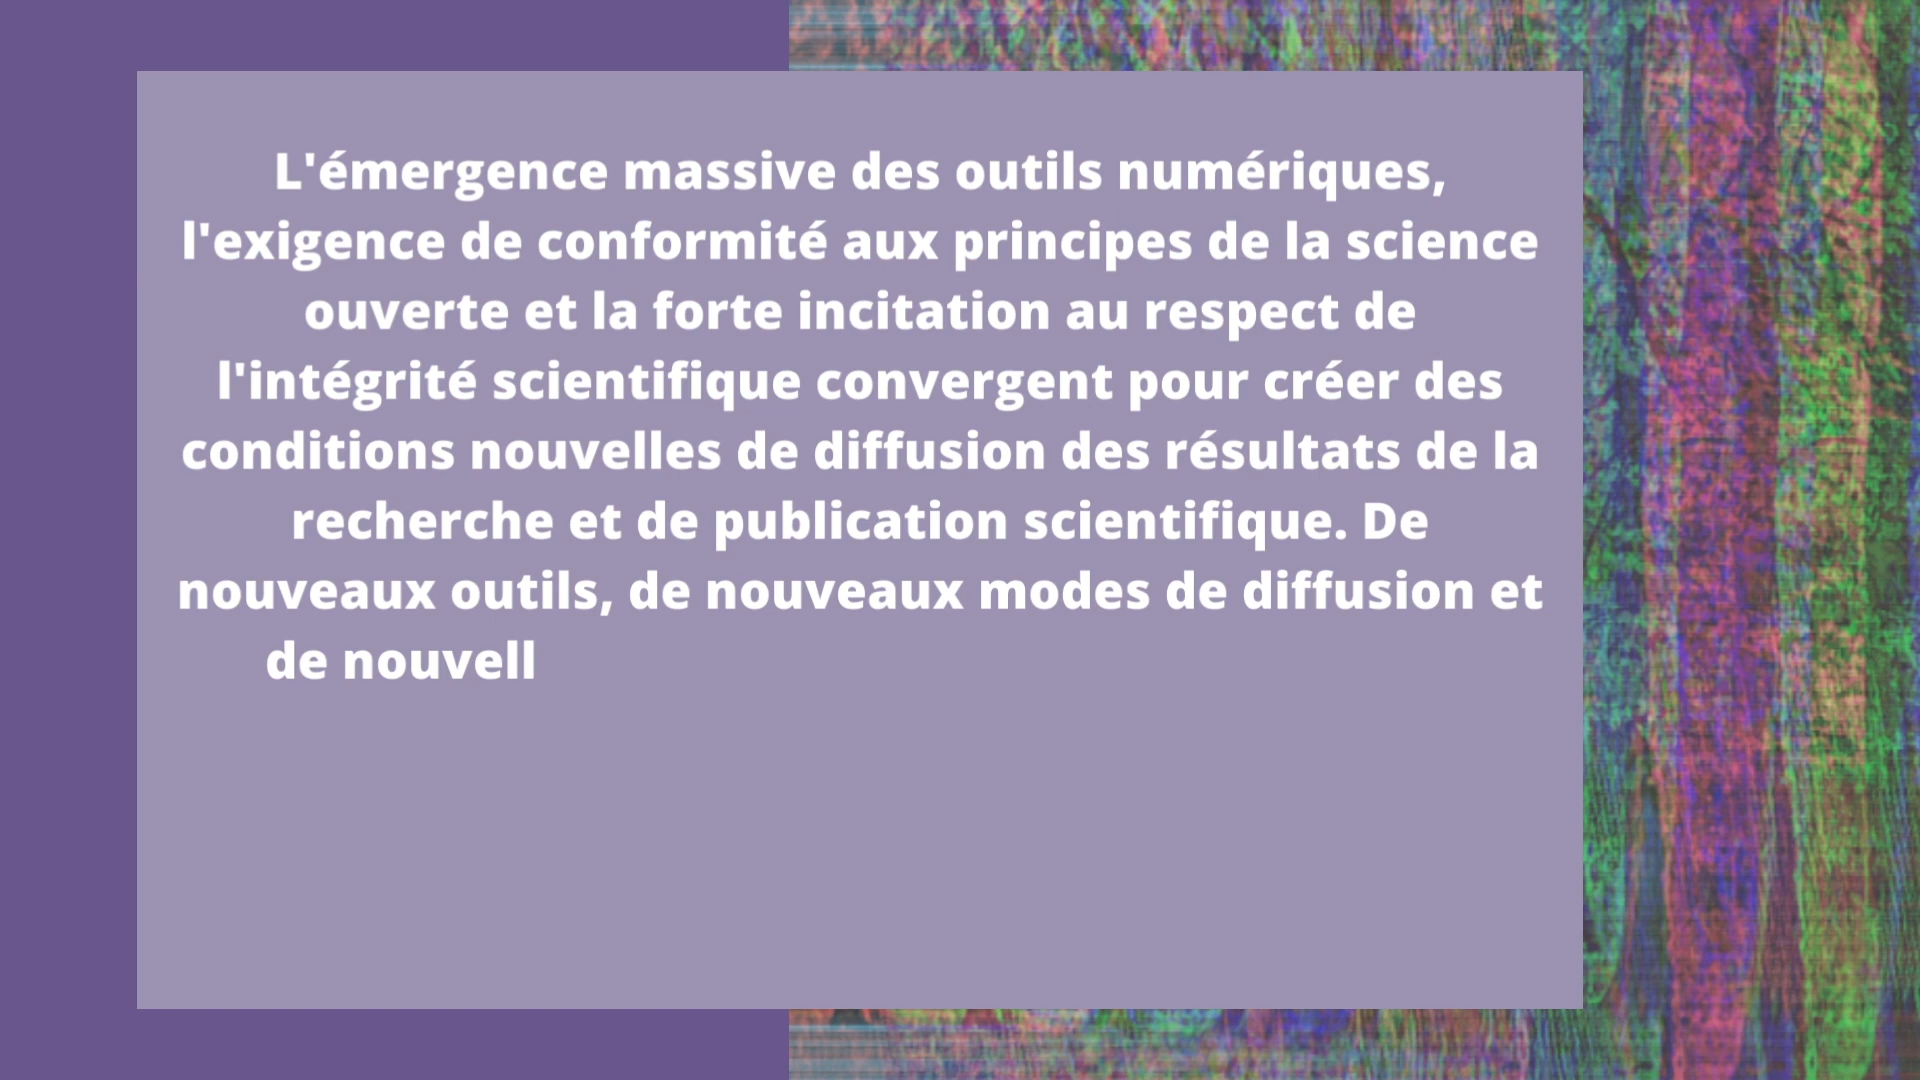 L'émergence massive des outils numériques,
l'exigence de conformité aux principes de la science
ouverte et la forte incitation au respect de
l'intégrité scientifique convergent pour créer des
conditions nouvelles de diffusion des résultats de la
recherche et de publication scientifique. De
nouveaux outils, de nouveaux modes de diffusion et
de nouvell